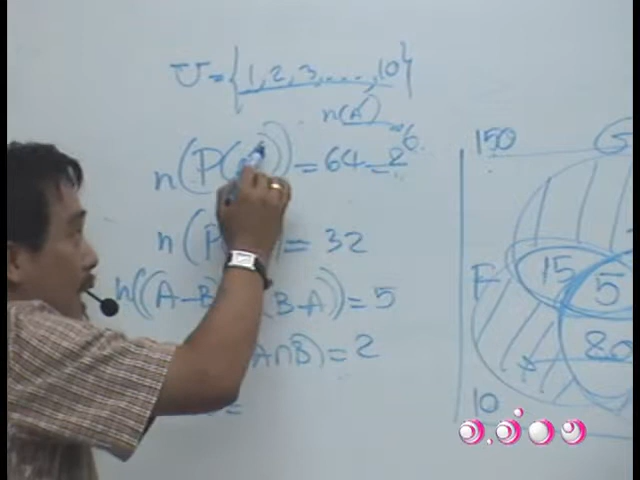 U = {1, 2, 3, ...., 10}
n(A')
n(P(A')) = 64 = 2^6
n(P = 32
n((A-B) (B-A)) = 5
A∩B) = 2
=
150
F 15 5
80
10